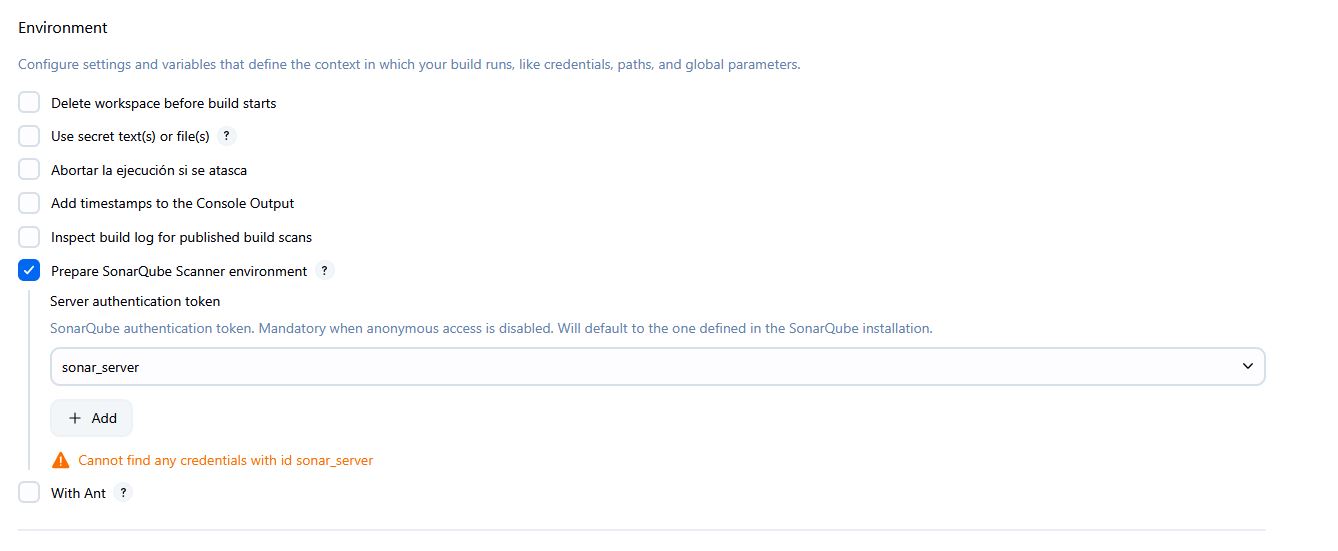 Environment
Configure settings and variables that define the context in which your build runs, like credentials, paths, and global parameters.
Delete workspace before build starts
Use secret text(s) or file(s) ?
Abortar la ejecución si se atasca
Add timestamps to the Console Output
Inspect build log for published build scans
Prepare SonarQube Scanner environment ?
Server authentication token
SonarQube authentication token. Mandatory when anonymous access is disabled. Will default to the one defined in the SonarQube installation.
sonar_server
+ Add
Cannot find any credentials with id sonar_server
With Ant ?